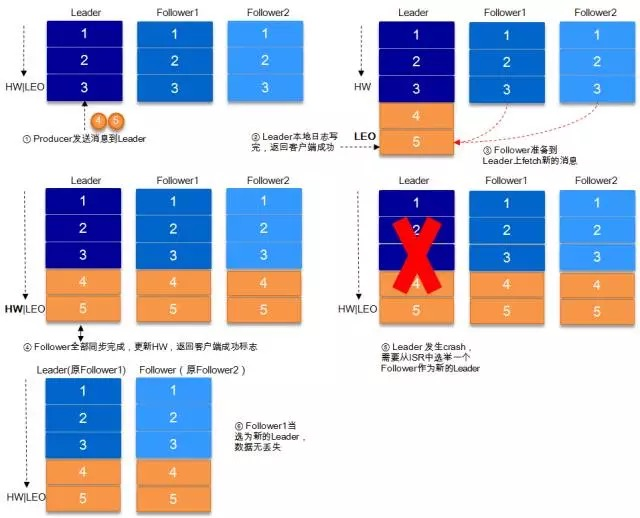 Leader Follower1 Follower2
1 1 1
2 2 2
3 3 3
HW|LEO
4 5
① Producer发送消息到Leader
Leader Follower1 Follower2
1 1 1
2 2 2
3 3 3
HW
4
LEO
5
② Leader本地日志写
完，返回客户端成功
③ Follower准备到
Leader上fetch新的消息
Leader Follower1 Follower2
1 1 1
2 2 2
3 3 3
4 4 4
5 5 5
HW|LEO
④ Follower全部同步完成，更新HW，返回客户端成功标志
Leader Follower1 Follower2
1 1 1
2 2 2
3 3
4 4 4
5 5 5
HW|LEO
⑤ Leader 发生crash，
需要从ISR中选举一个
Follower作为新的Leader
Leader(原Follower1) Follower（原Follower2）
1 1
2 2
3 3
4 4
5 5
HW|LEO
⑥ Follower1当
选为新的Leader，
数据无丢失